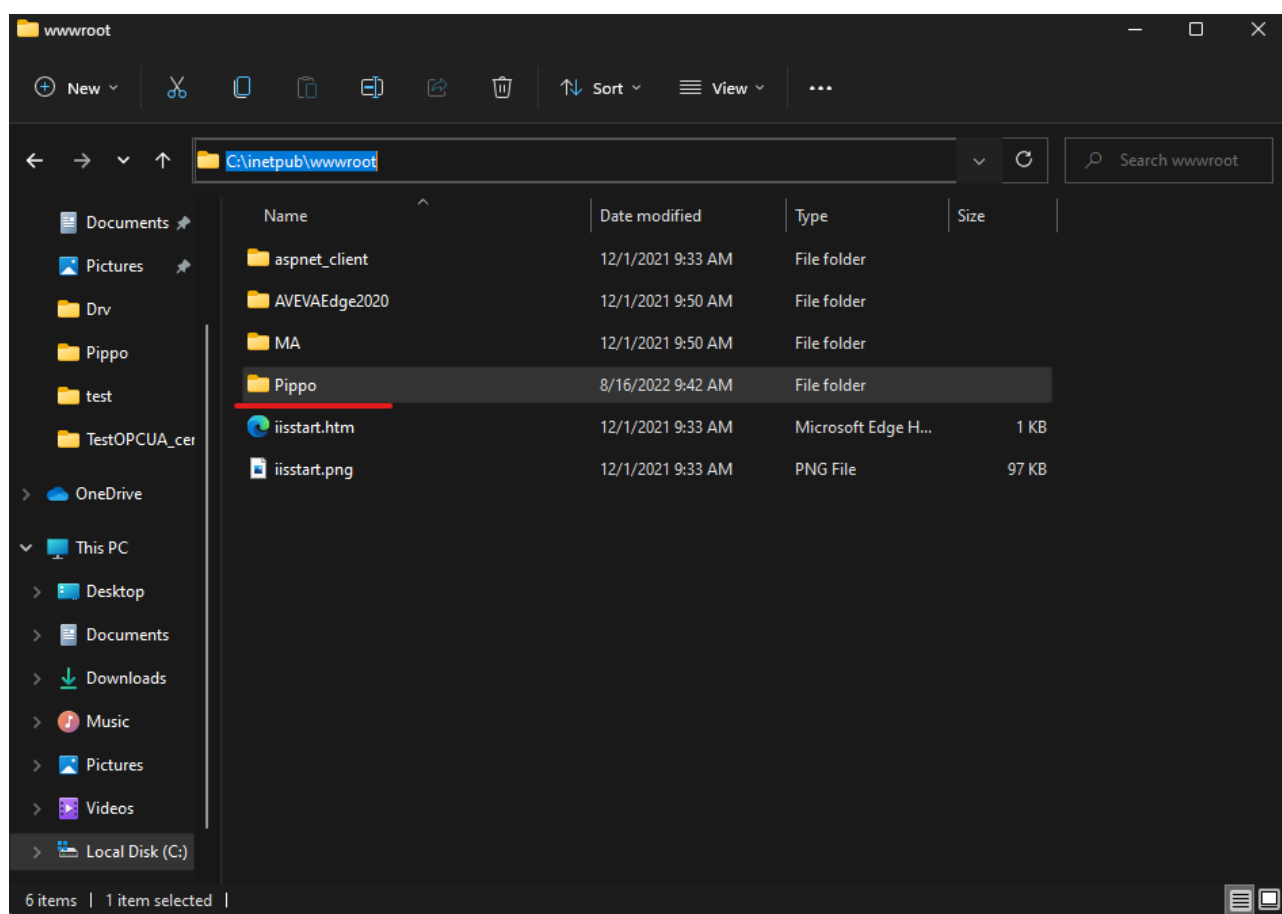 wwwroot
New
Sort
View
C:\inetpub\wwwroot
Search wwwroot
Documents
Pictures
Drv
Pippo
test
TestOPCUA_cer
OneDrive
This PC
Desktop
Documents
Downloads
Music
Pictures
Videos
Local Disk (C:)
Name Date modified Type Size
aspnet_client 12/1/2021 9:33 AM File folder
AVEVAEdge2020 12/1/2021 9:50 AM File folder
MA 12/1/2021 9:50 AM File folder
Pippo 8/16/2022 9:42 AM File folder
iisstart.htm 12/1/2021 9:33 AM Microsoft Edge H... 1 KB
iisstart.png 12/1/2021 9:33 AM PNG File 97 KB
6 items | 1 item selected |